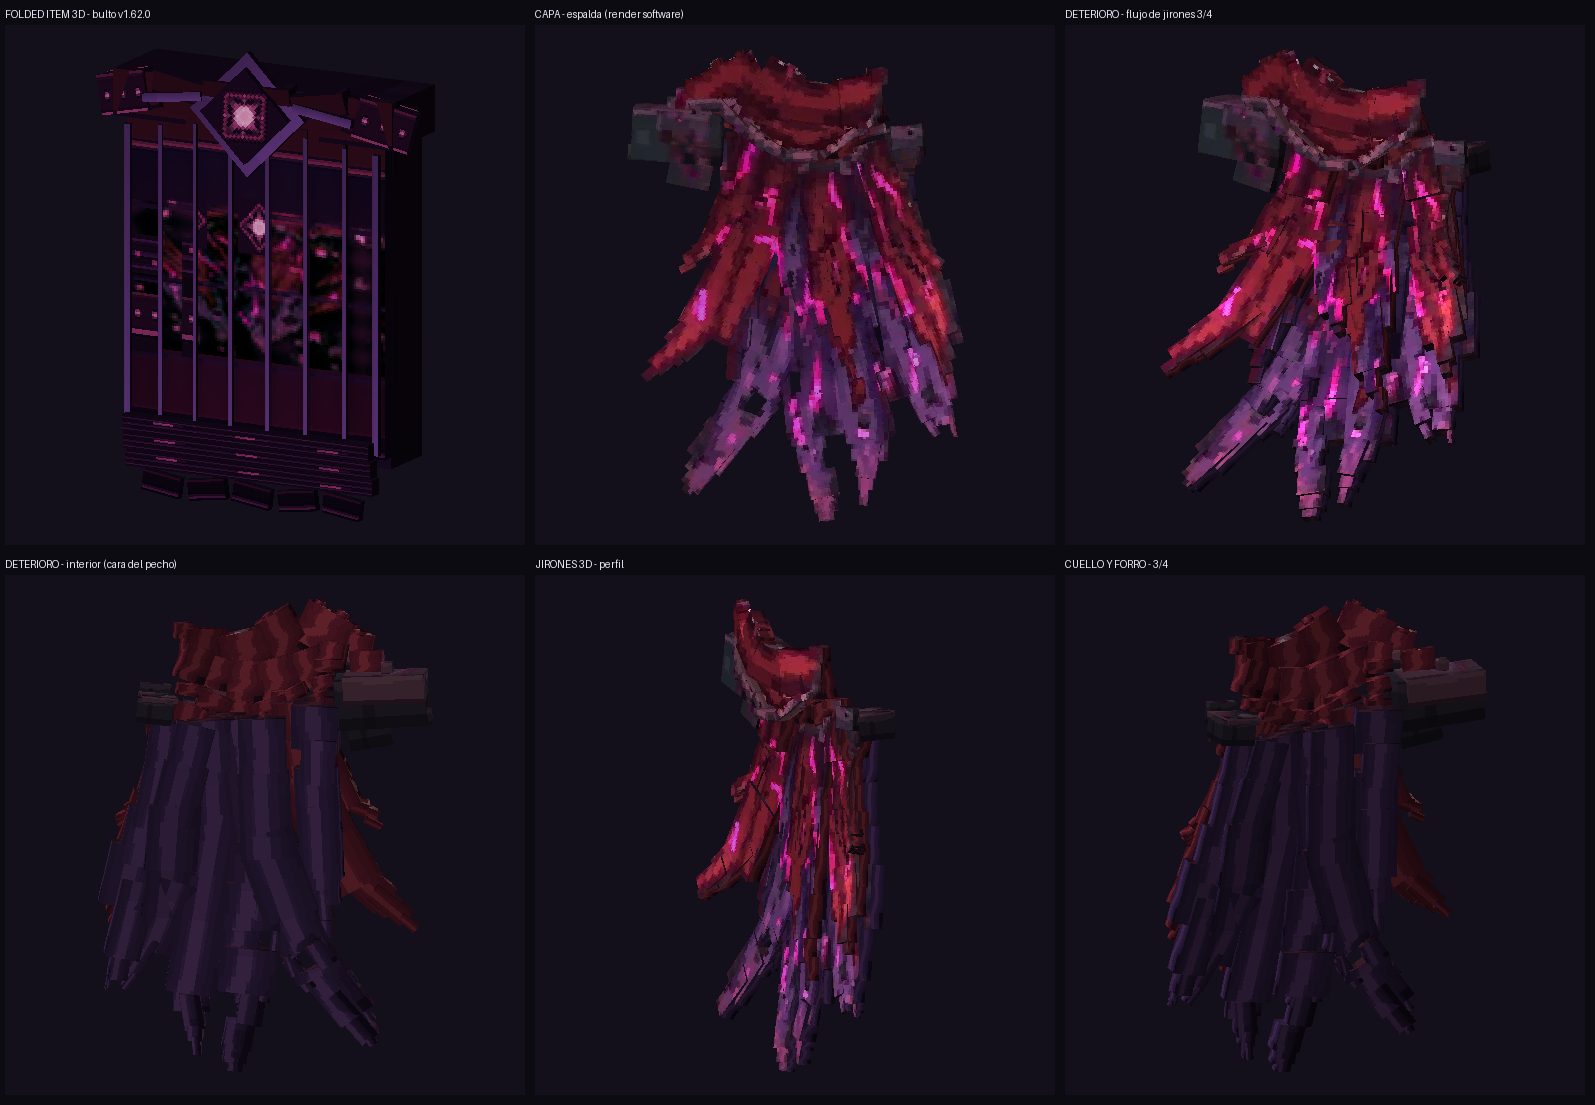 FOLDED ITEM 3D - bulto v1.62.0
CAPA - espalda (render software)
DETERIORO - flujo de jirones 3/4
DETERIORO - interior (cara del pecho)
JIRONES 3D - perfil
CUELLO Y FORRO - 3/4